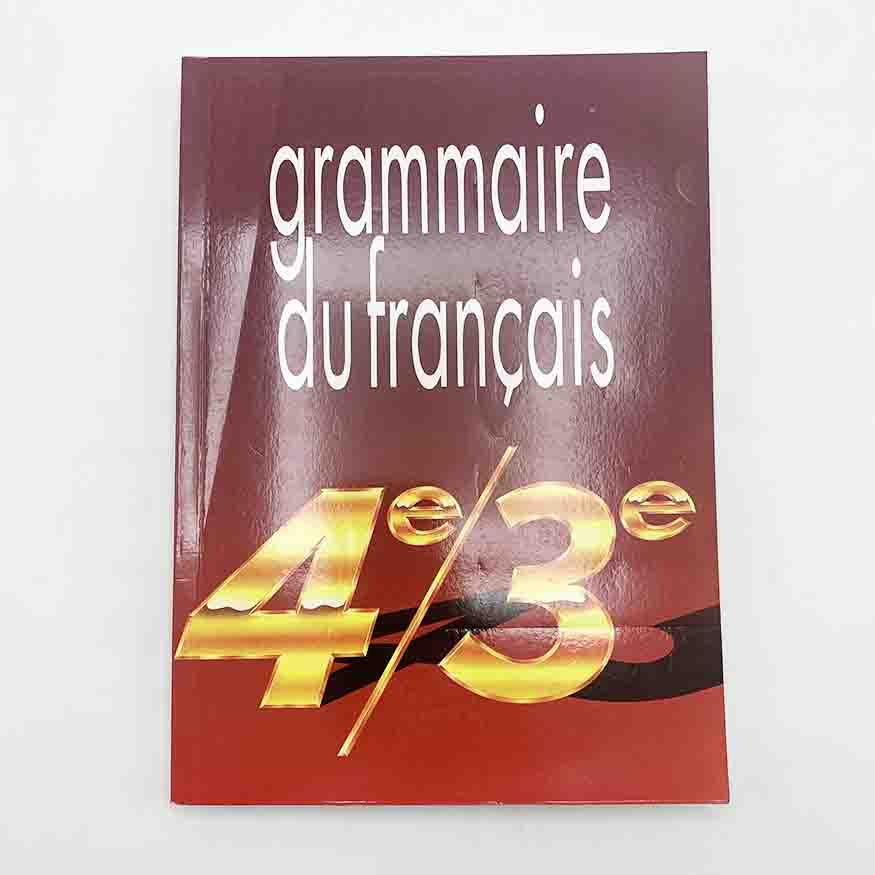 grammaire
du français
4e/3e